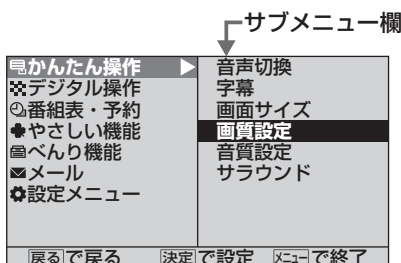 サブメニュー欄
かんたん操作
デジタル操作
番組表・予約
やさしい機能
べんり機能
メール
設定メニュー
音声切換
字幕
画面サイズ
画質設定
音質設定
サラウンド
戻るで戻る 決定で設定 メニューで終了